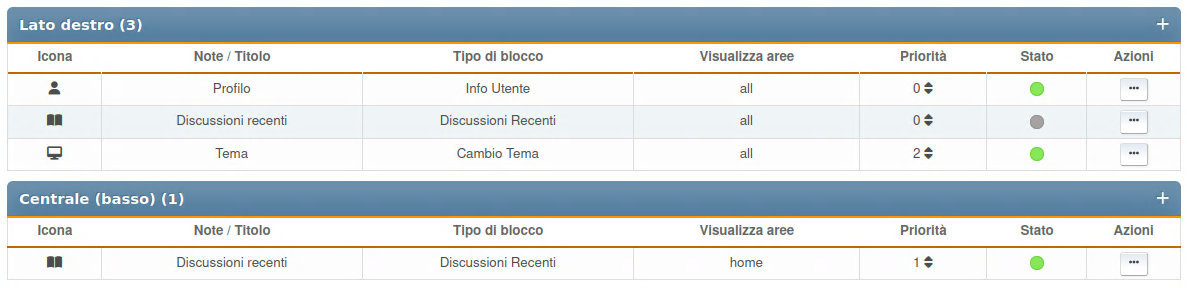 Lato destro (3) +
Icona Note / Titolo Tipo di blocco Visualizza aree Priorità Stato Azioni
Profilo Info Utente all 0 ...
Discussioni recenti Discussioni Recenti all 0 ...
Tema Cambio Tema all 2 ...
Centrale (basso) (1) +
Icona Note / Titolo Tipo di blocco Visualizza aree Priorità Stato Azioni
Discussioni recenti Discussioni Recenti home 1 ...